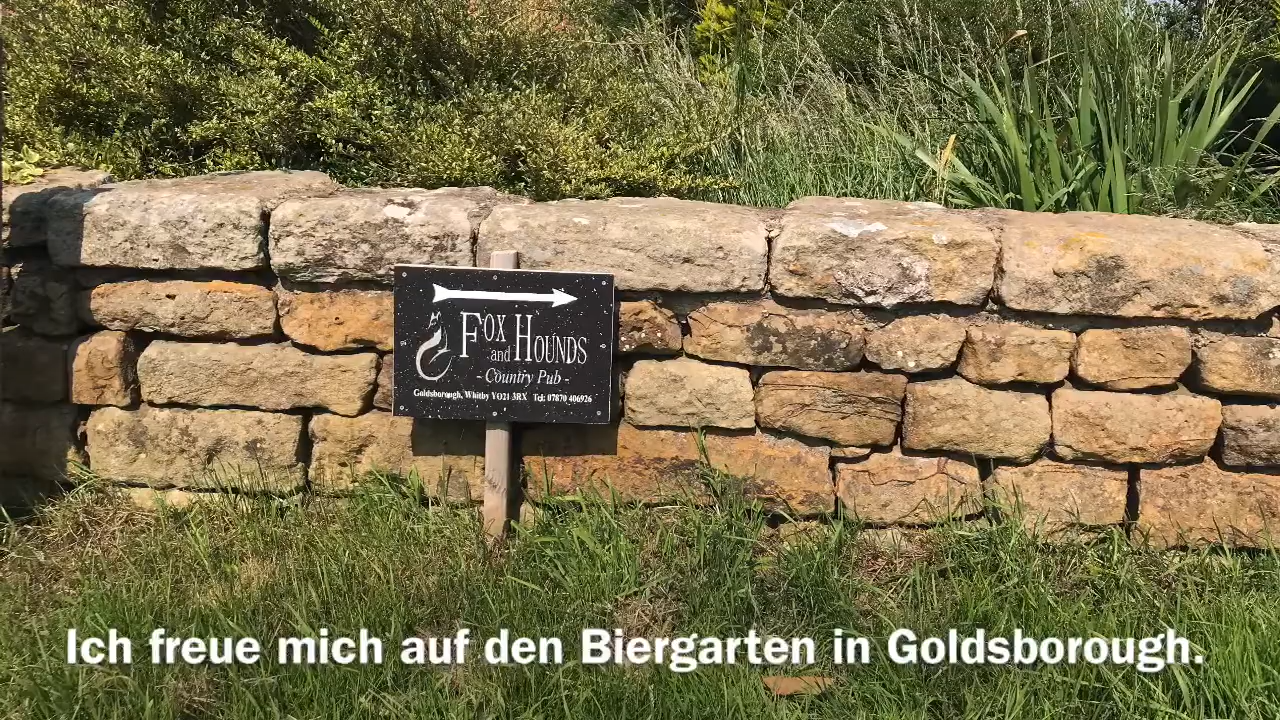 Fox
and Hounds
- Country Pub -
Goldsborough, Whitby YO21 3RX Tel: 07870 406926
Ich freue mich auf den Biergarten in Goldsborough.